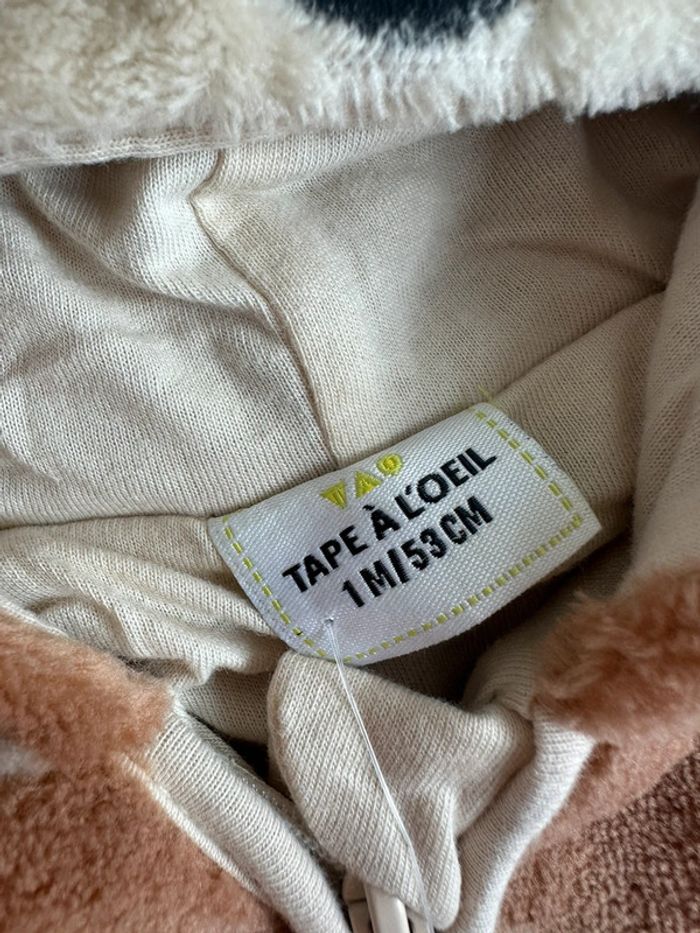 TAO
TAPE À L'OEIL
1 M/53 CM